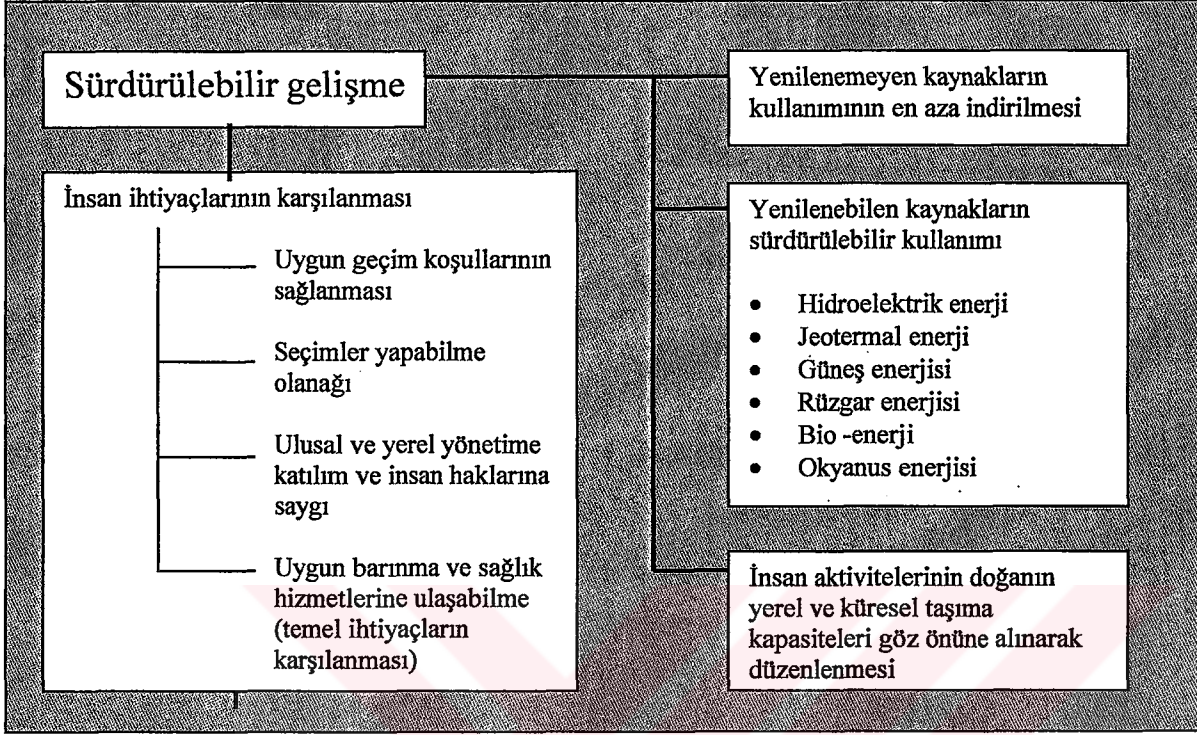 Sürdürülebilir gelişme
İnsan ihtiyaçlarının karşılanması
Uygun geçim koşullarının
sağlanması
Seçimler yapabilme
olanağı
Ulusal ve yerel yönetime
katılım ve insan haklarına
saygı
Uygun barınma ve sağlık
hizmetlerine ulaşabilme
(temel ihtiyaçların
karşılanması)
Yenilenemeyen kaynakların
kullanımının en aza indirilmesi
Yenilenebilen kaynakların
sürdürülebilir kullanımı
• Hidroelektrik enerji
• Jeotermal enerji
• Güneş enerjisi
• Rüzgar enerjisi
• Bio -enerji
• Okyanus enerjisi
İnsan aktivitelerinin doğanın
yerel ve küresel taşıma
kapasiteleri göz önüne alınarak
düzenlenmesi